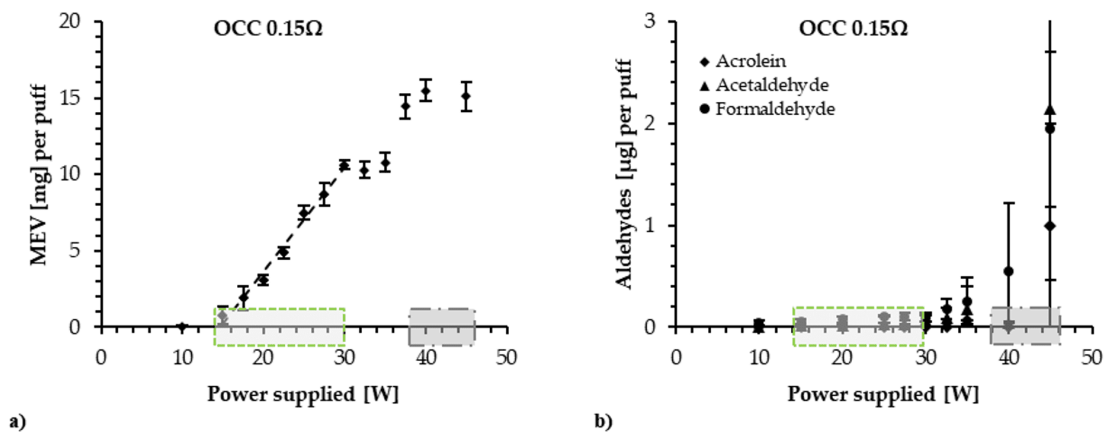 OCC 0.15Ω
MEV [mg] per puff
20
15
10
5
0
0 10 20 30 40 50
Power supplied [W]
a)
OCC 0.15Ω
Aldehydes [µg] per puff
Acrolein
Acetaldehyde
Formaldehyde
3
2
1
0
0 10 20 30 40 50
Power supplied [W]
b)